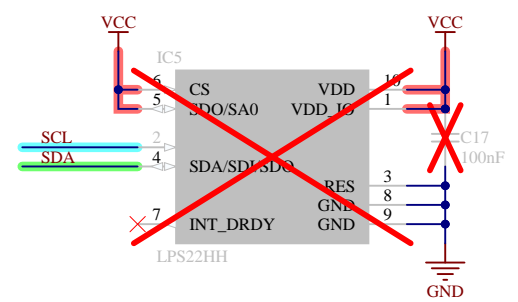 VCC
VCC
IC5
6 CS VDD 10
5 SDO/SA0 VDD_IO 1
SCL 2 C17
SDA 4 SDA/SDI/SDO 100nF
RES 3
GND 8
7 INT_DRDY GND 9
LPS22HH
GND